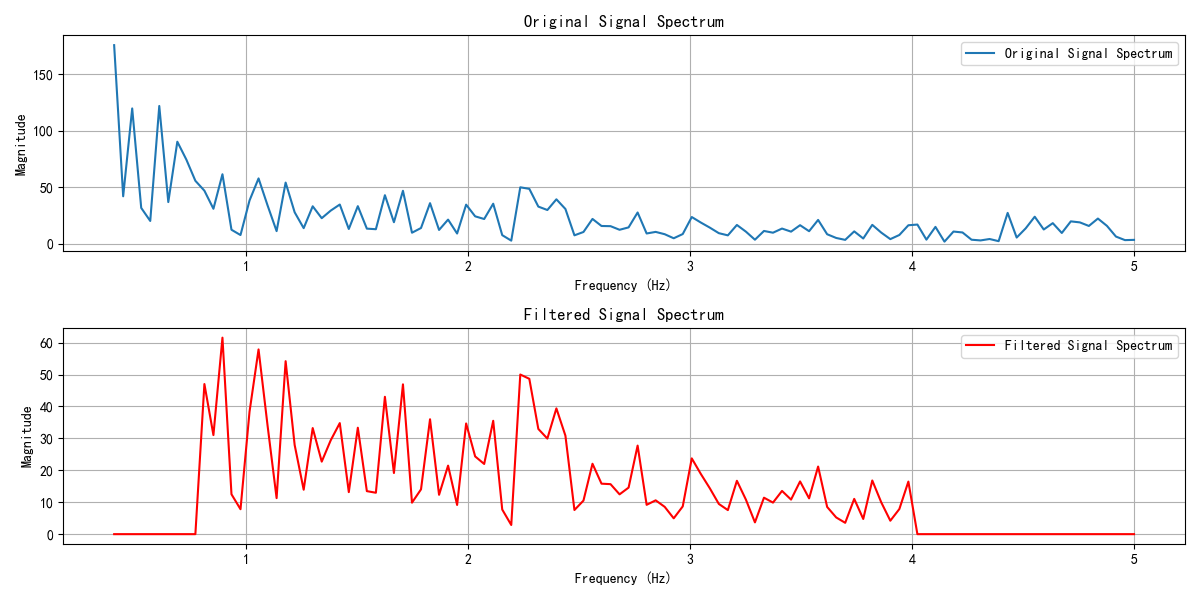 Original Signal Spectrum
Original Signal Spectrum
Magnitude
150
100
50
0
1 2 3 4 5
Frequency (Hz)
Filtered Signal Spectrum
Filtered Signal Spectrum
Magnitude
60
50
40
30
20
10
0
1 2 3 4 5
Frequency (Hz)